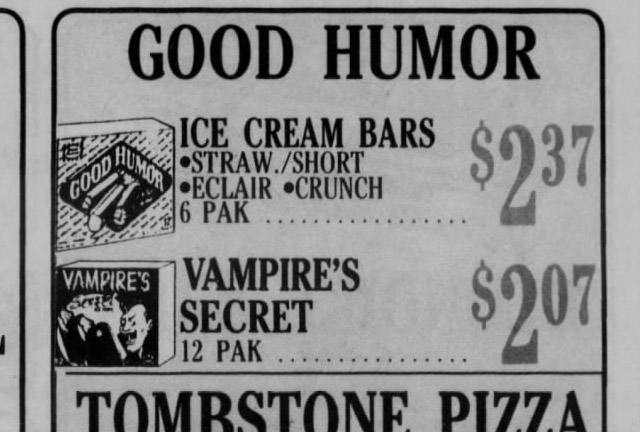 GOOD HUMOR
ICE CREAM BARS
•STRAW./SHORT
•ECLAIR •CRUNCH
6 PAK ..................
$2.37
GOOD HUMOR
VAMPIRE'S
SECRET
12 PAK ................
$2.07
VAMPIRE'S
TOMBSTONE PIZZA